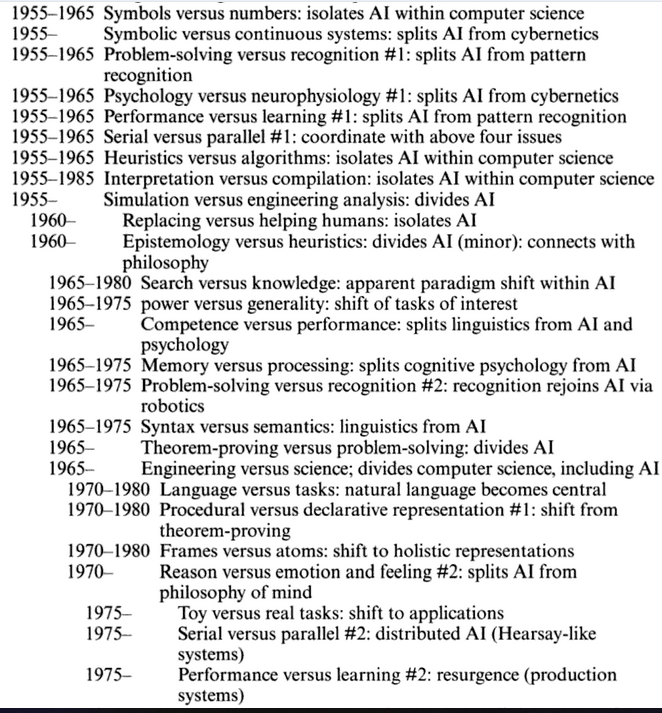 1955–1965 Symbols versus numbers: isolates AI within computer science
1955– Symbolic versus continuous systems: splits AI from cybernetics
1955–1965 Problem-solving versus recognition #1: splits AI from pattern
recognition
1955–1965 Psychology versus neurophysiology #1: splits AI from cybernetics
1955–1965 Performance versus learning #1: splits AI from pattern recognition
1955–1965 Serial versus parallel #1: coordinate with above four issues
1955–1965 Heuristics versus algorithms: isolates AI within computer science
1955–1985 Interpretation versus compilation: isolates AI within computer science
1955– Simulation versus engineering analysis: divides AI
1960– Replacing versus helping humans: isolates AI
1960– Epistemology versus heuristics: divides AI (minor): connects with
philosophy
1965–1980 Search versus knowledge: apparent paradigm shift within AI
1965–1975 power versus generality: shift of tasks of interest
1965– Competence versus performance: splits linguistics from AI and
psychology
1965–1975 Memory versus processing: splits cognitive psychology from AI
1965–1975 Problem-solving versus recognition #2: recognition rejoins AI via
robotics
1965–1975 Syntax versus semantics: linguistics from AI
1965– Theorem-proving versus problem-solving: divides AI
1965– Engineering versus science; divides computer science, including AI
1970–1980 Language versus tasks: natural language becomes central
1970–1980 Procedural versus declarative representation #1: shift from
theorem-proving
1970–1980 Frames versus atoms: shift to holistic representations
1970– Reason versus emotion and feeling #2: splits AI from
philosophy of mind
1975– Toy versus real tasks: shift to applications
1975– Serial versus parallel #2: distributed AI (Hearsay-like
systems)
1975– Performance versus learning #2: resurgence (production
systems)